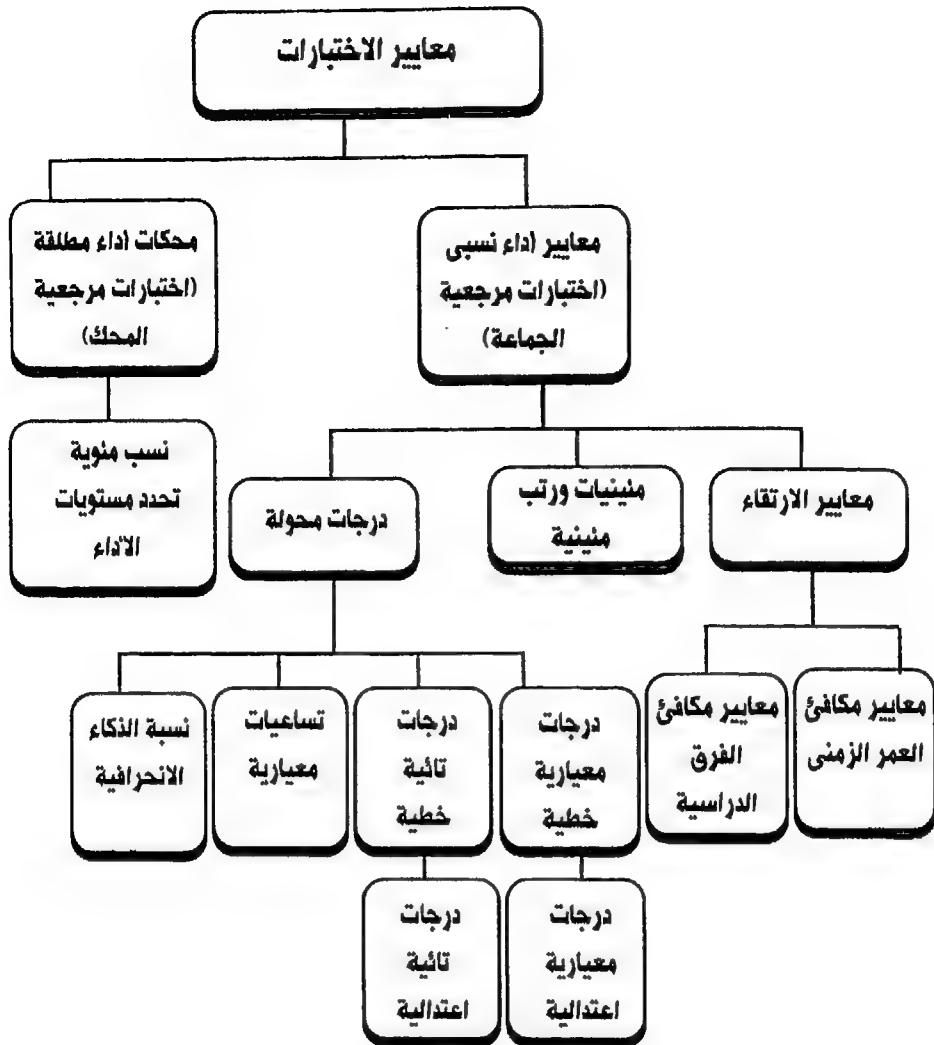 معايير الاختبارات
معايير أداء نسبى
(اختبارات مرجعية
الجماعة)
محكات أداء مطلقة
(اختبارات مرجعية
المحك)
نسب مئوية
تحدد مستويات
الأداء
معايير الارتقاء
مئينيات ورتب
مئينية
درجات محولة
معايير مكافئ
العمر الزمنى
معايير مكافئ
الفرق
الدراسية
درجات
معيارية
خطية
درجات
تائية
خطية
تساعيات
معيارية
نسبة الذكاء
الانحرافية
درجات
معيارية
اعتدالية
درجات
تائية
اعتدالية